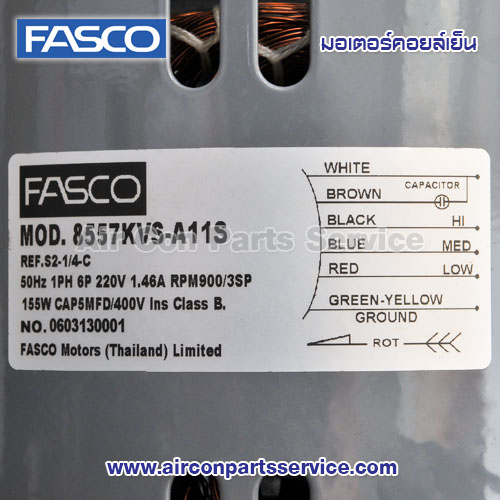 FASCO
มอเตอร์คอยล์เย็น
FASCO
MOD. 8557KVS-A11S
REF.S2-1/4-C
50Hz 1PH 6P 220V 1.46A RPM900/3SP
155W CAP5MFD/400V Ins Class B.
NO. 0603130001
FASCO Motors (Thailand) Limited
WHITE
BROWN CAPACITOR
BLACK HI
BLUE MED
RED LOW
GREEN-YELLOW
GROUND
ROT
Air Con Parts Service
www.airconpartsservice.com